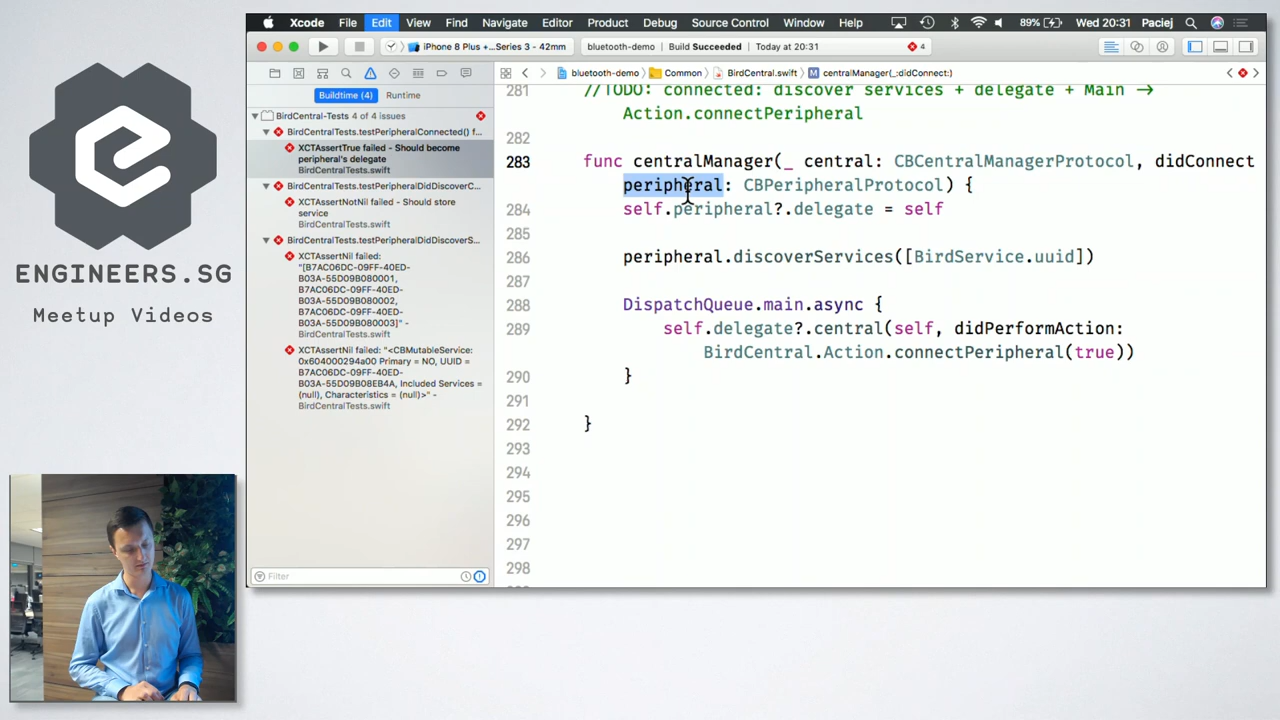 Xcode File Edit View Find Navigate Editor Product Debug Source Control Window Help 89% Wed 20:31 Paciej
iPhone 8 Plus +...Series 3 - 42mm bluetooth-demo | Build Succeeded | Today at 20:31 4
bluetooth-demo Common BirdCentral.swift M centralManager(_:didConnect:)
Buildtime (4) Runtime
BirdCentral-Tests 4 of 4 issues
BirdCentralTests.testPeripheralConnected() f...
XCTAssertTrue failed - Should become
peripheral's delegate
BirdCentralTests.swift
BirdCentralTests.testPeripheralDidDiscoverC...
XCTAssertNotNil failed - Should store
service
BirdCentralTests.swift
BirdCentralTests.testPeripheralDidDiscoverS...
XCTAssertNil failed:
"[B7AC06DC-09FF-40ED-
B03A-55D09B080001,
B7AC06DC-09FF-40ED-
B03A-55D09B080002,
B7AC06DC-09FF-40ED-
B03A-55D09B080003]" -
BirdCentralTests.swift
XCTAssertNil failed: "<CBMutableService:
0x604000294a00 Primary = NO, UUID =
B7AC06DC-09FF-40ED-
B03A-55D09B08EB4A, Included Services =
(null), Characteristics = (null)>" -
BirdCentralTests.swift
Filter
281 //TODO: connected: discover services + delegate + Main →
Action.connectPeripheral
282
283 func centralManager(_ central: CBCentralManagerProtocol, didConnect
peripheral: CBPeripheralProtocol) {
284 self.peripheral?.delegate = self
285
286 peripheral.discoverServices([BirdService.uuid])
287
288 DispatchQueue.main.async {
289 self.delegate?.central(self, didPerformAction:
BirdCentral.Action.connectPeripheral(true))
290 }
291
292 }
293
294
295
296
297
298
ENGINEERS.SG
Meetup Videos